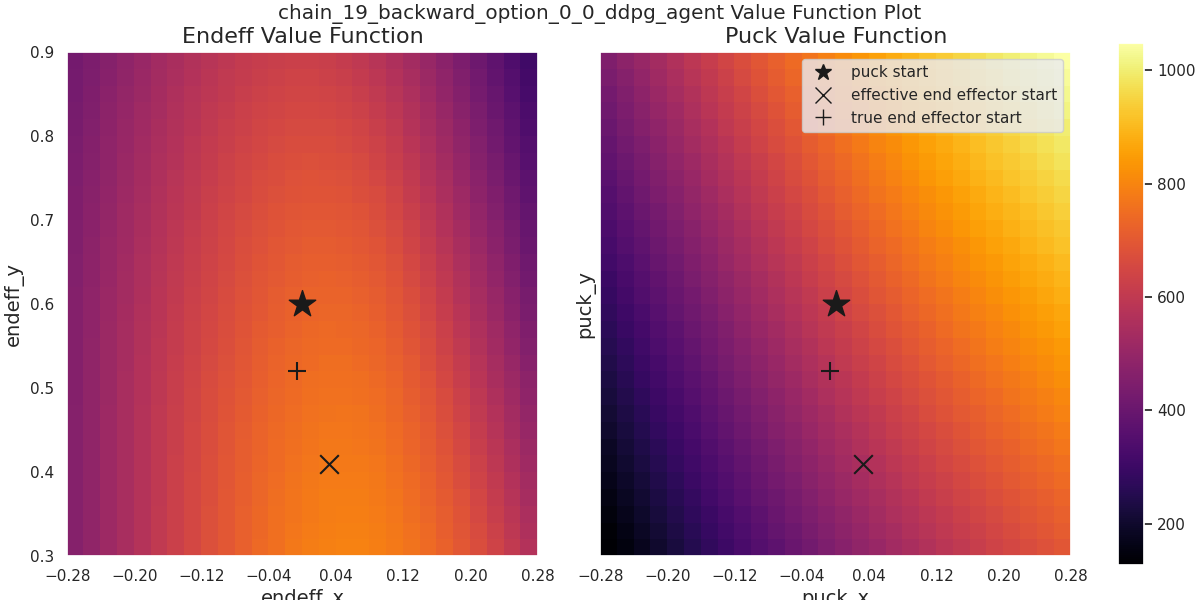 chain_19_backward_option_0_0_ddpg_agent Value Function Plot
Endeff Value Function
Puck Value Function
puck start
effective end effector start
true end effector start
0.9
0.8
0.7
0.6
0.5
0.4
0.3
endeff_y
−0.28 −0.20 −0.12 −0.04 0.04 0.12 0.20 0.28
endeff_x
puck_y
−0.28 −0.20 −0.12 −0.04 0.04 0.12 0.20 0.28
puck_x
1000
800
600
400
200